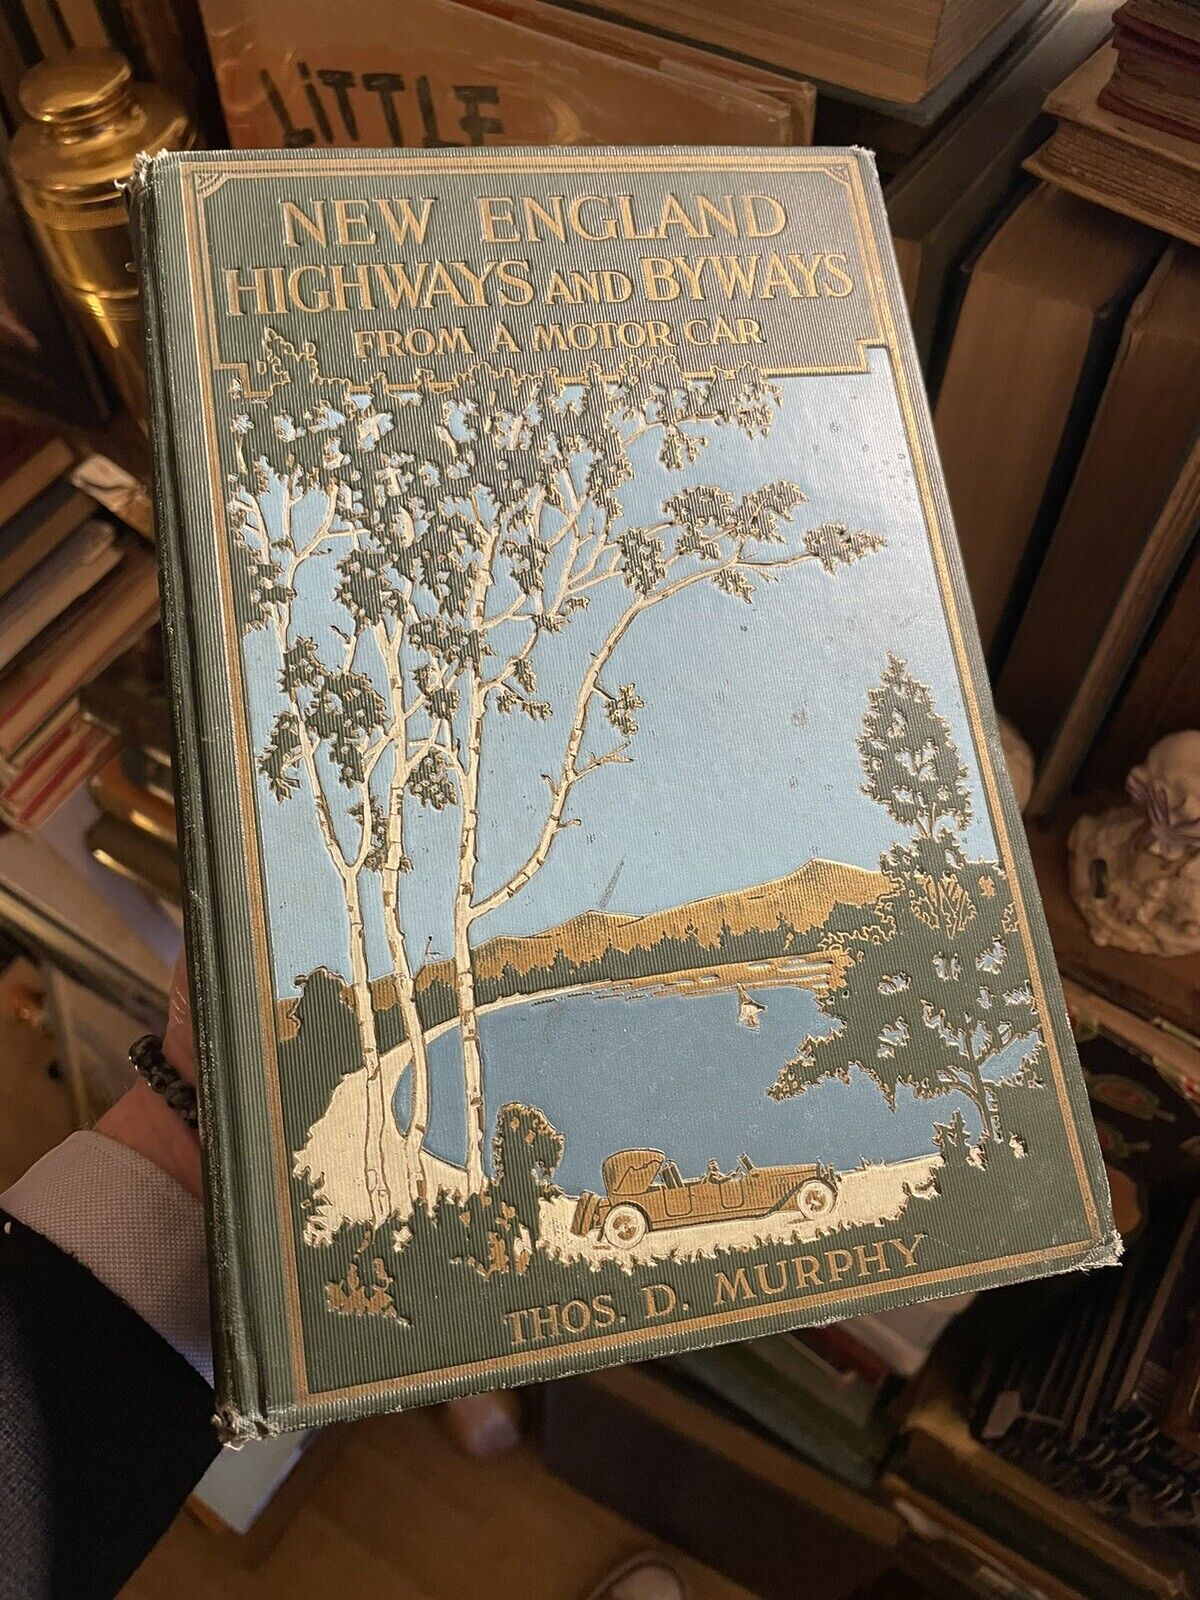 LITTLE
NEW ENGLAND
HIGHWAYS AND BYWAYS
FROM A MOTOR CAR
THOS. D. MURPHY